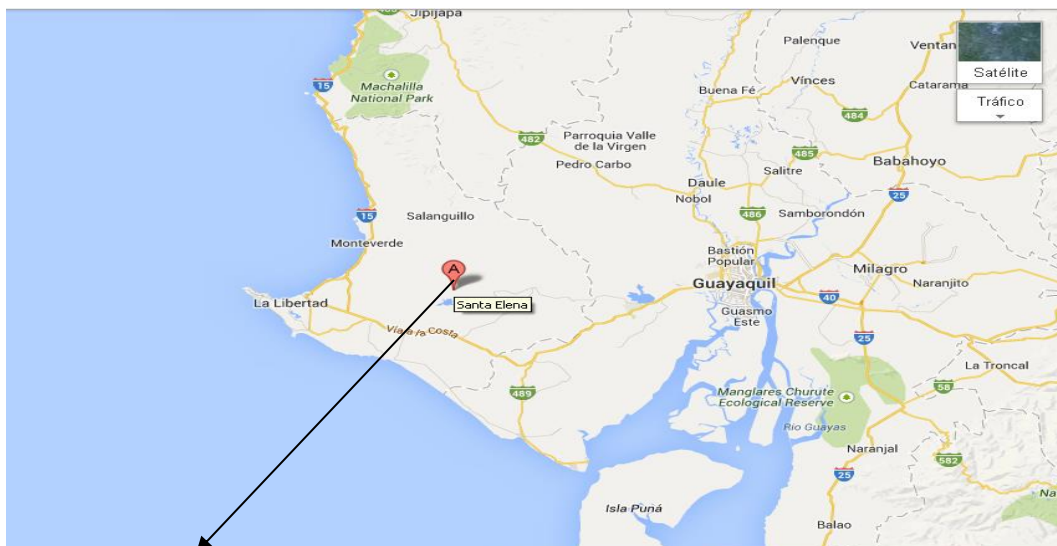 Jipijapa
Palenque
Ventan
Satélite
Catarama
Tráfico
Machalilla
National Park
15
Buena Fé
Vínces
484
482
Parroquia Valle
de la Virgen
Pedro Carbo
485
Babahoyo
Salitre
Daule
Nobol
25
15
Salanguillo
486
Samborondón
Monteverde
Bastión
Popular
A
Milagro
Guayaquil
Naranjito
La Libertad
Santa Elena
40
Guasmo
Este
Vía a la Costa
25
La Troncal
489
Manglares Churute
Ecological Reserve
58
Río Guayas
Naranjal
582
25
Na
Isla Puná
Balao